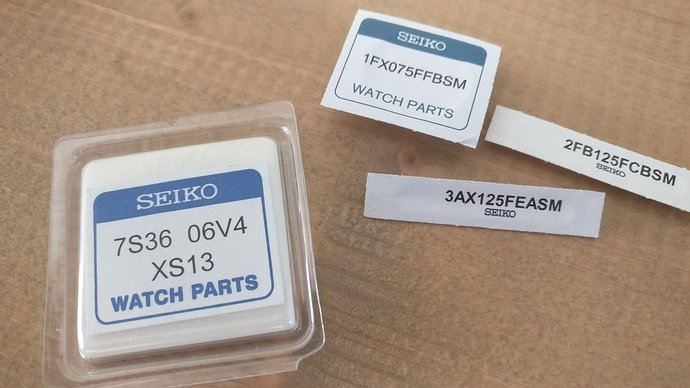 SEIKO
7S36 06V4
XS13
WATCH PARTS
SEIKO
1FX075FFBSM
WATCH PARTS
2FB125FCBSM
SEIKO
3AX125FEASM
SEIKO